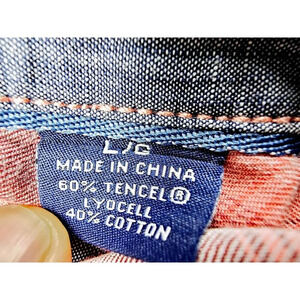 L/G
MADE IN CHINA
60% TENCEL®
LYOCELL
40% COTTON